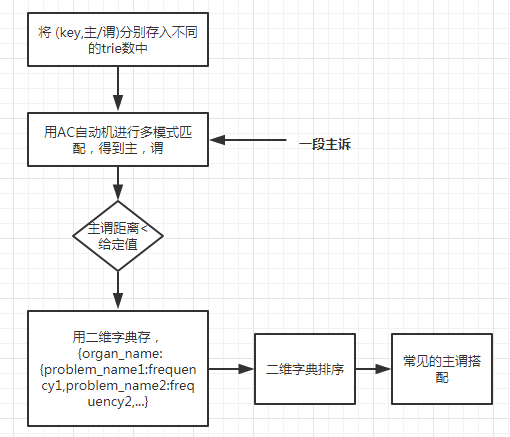 将 (key,主/谓)分别存入不同
的trie数中
用AC自动机进行多模式匹
配，得到主，谓
一段主诉
主谓距离<
给定值
用二维字典存，
{organ_name:
{problem_name1:frequen
cy1,problem_name2:freq
uency2,...}
二维字典排序
常见的主谓搭
配